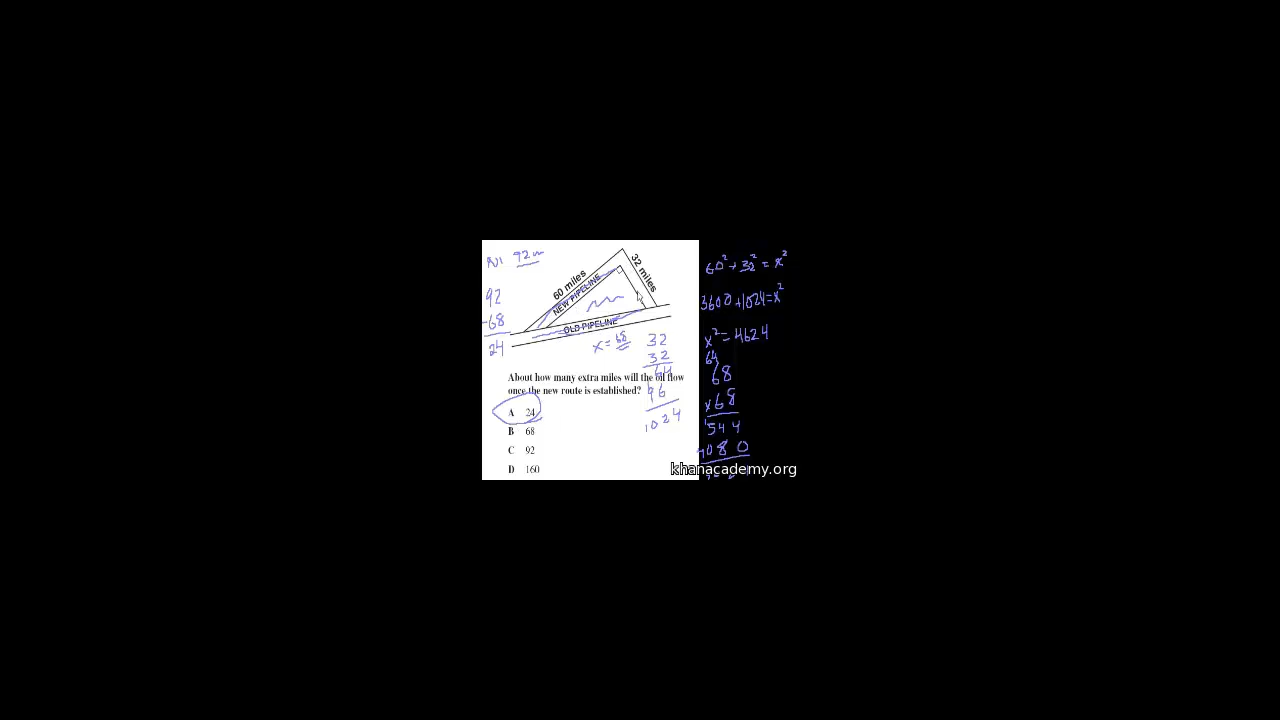 N 92 m
60 miles
32 miles
NEW PIPELINE
OLD PIPELINE
x = 68
92
-68
24
32
32
64
96
1024
60² + 32² = x²
3600 + 1024 = x²
x² = 4624
64
68
x68
544
4080
About how many extra miles will the oil flow
once the new route is established?
A 24
B 68
C 92
D 160
khanacademy.org